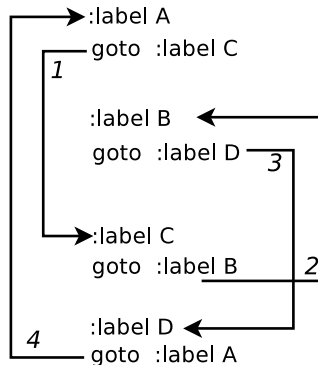 :label A
goto :label C
1
:label B
goto :label D
3
:label C
goto :label B
2
:label D
4
goto :label A